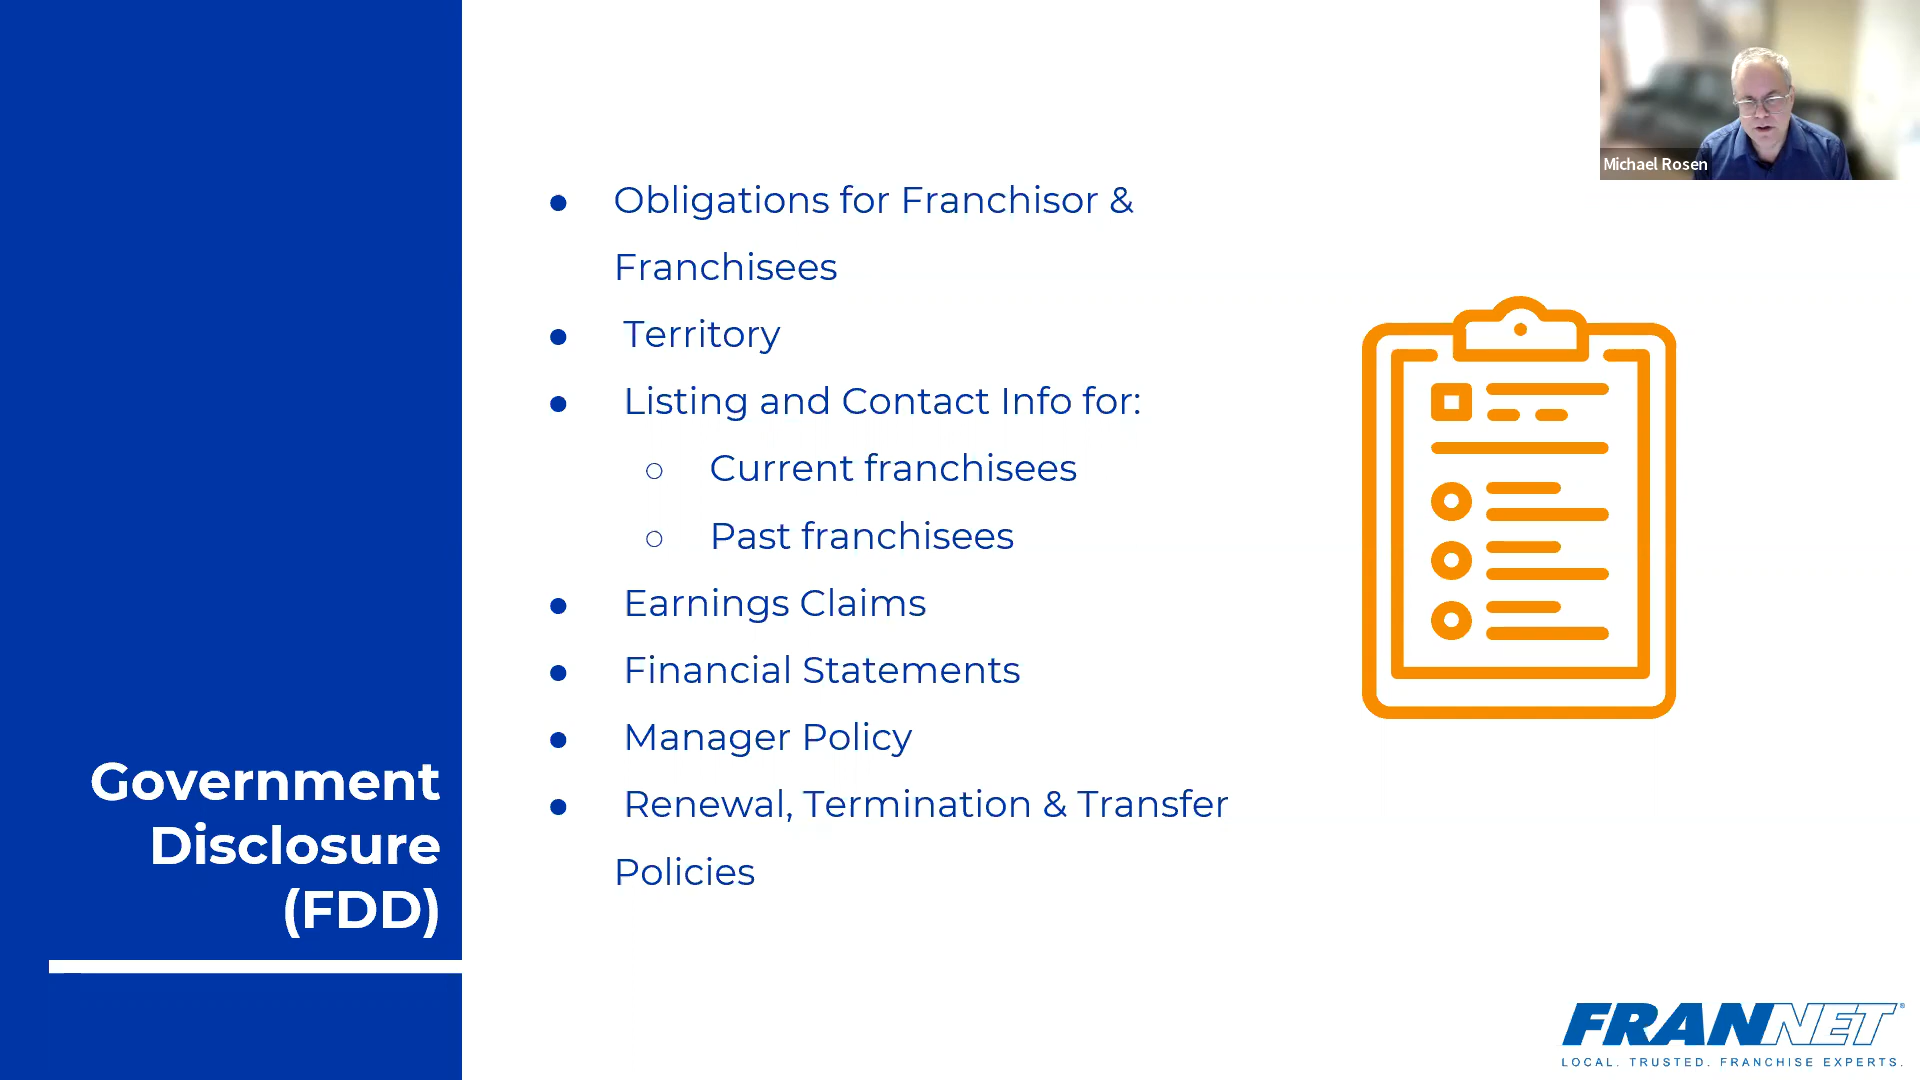 Michael Rosen
● Obligations for Franchisor &
Franchisees
● Territory
● Listing and Contact Info for:
○ Current franchisees
○ Past franchisees
● Earnings Claims
● Financial Statements
● Manager Policy
● Renewal, Termination & Transfer
Policies
Government
Disclosure
(FDD)
FRANNET®
LOCAL. TRUSTED. FRANCHISE EXPERTS.